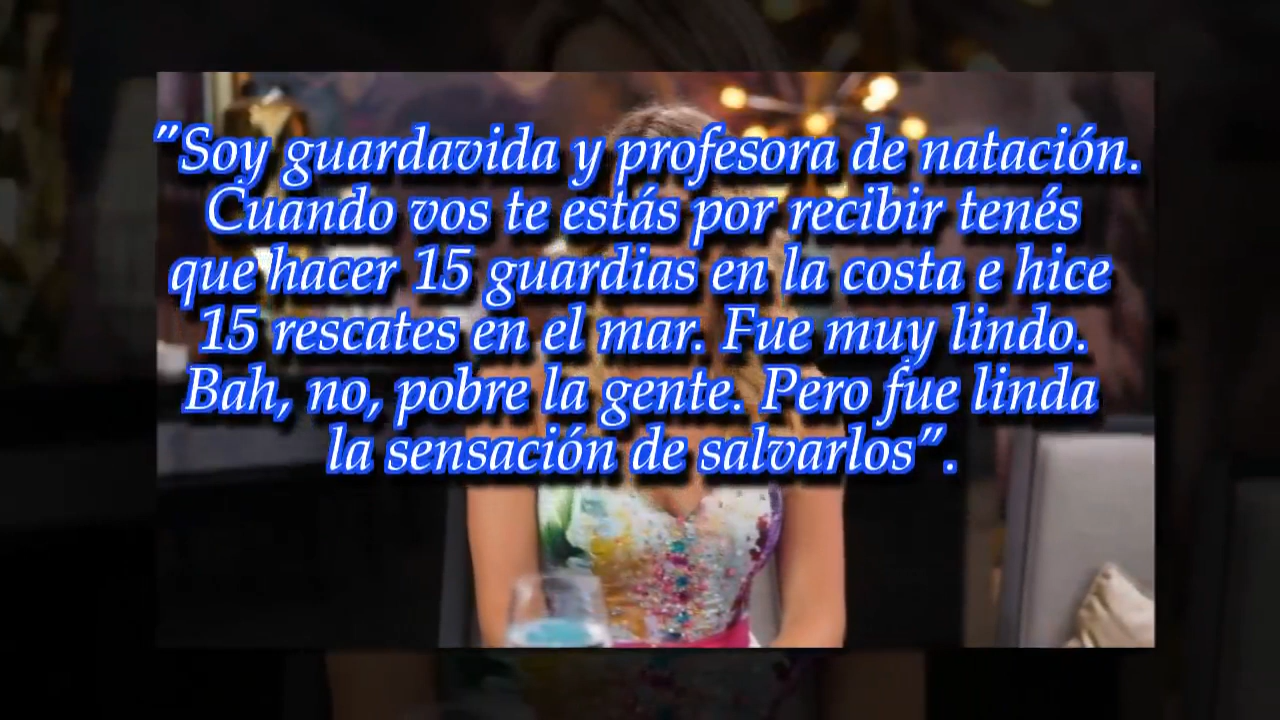 "Soy guardavida y profesora de natación.
Cuando vos te estás por recibir tenés
que hacer 15 guardias en la costa e hice
15 rescates en el mar. Fue muy lindo.
Bah, no, pobre la gente. Pero fue linda
la sensación de salvarlos".